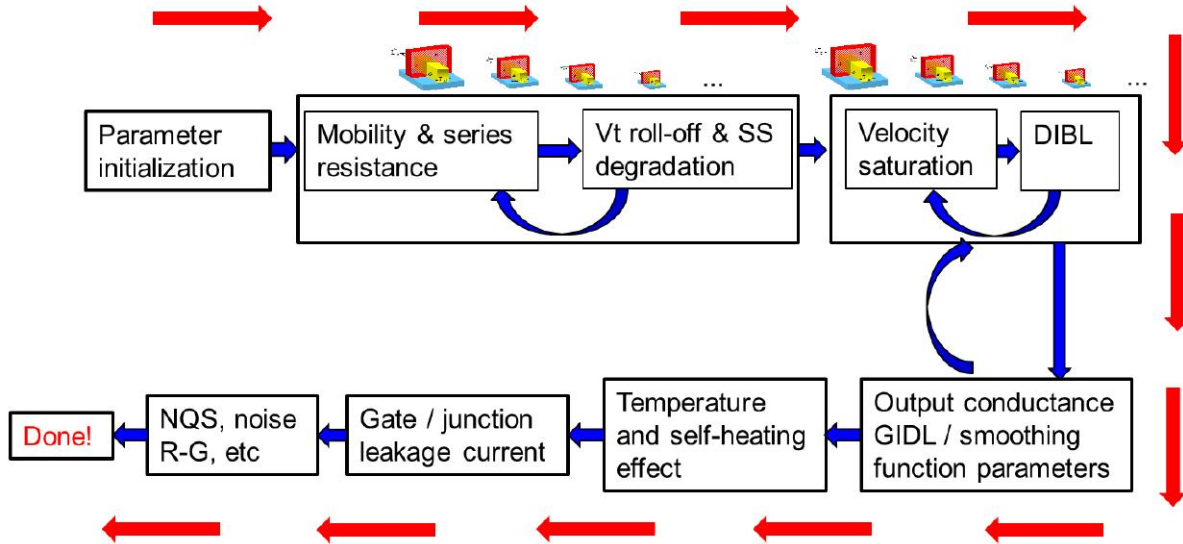 ...
...
Parameter
initialization
Mobility & series
resistance
Vt roll-off & SS
degradation
Velocity
saturation
DIBL
Done!
NQS, noise
R-G, etc
Gate / junction
leakage current
Temperature
and self-heating
effect
Output conductance
GIDL / smoothing
function parameters